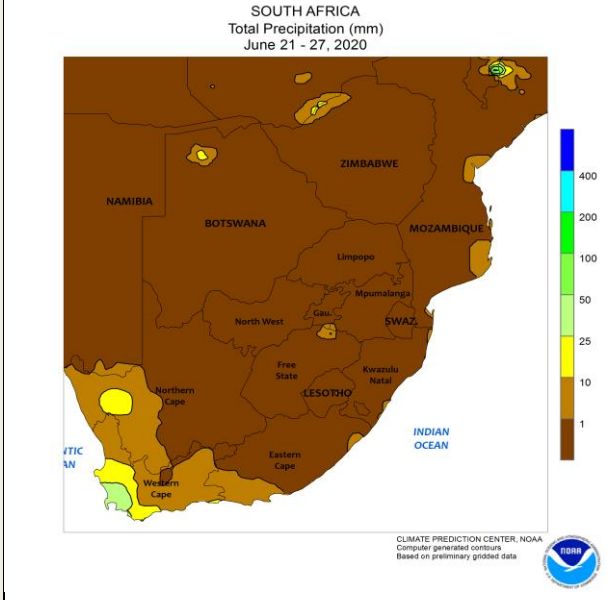 SOUTH AFRICA
Total Precipitation (mm)
June 21 - 27, 2020
ZIMBABWE
NAMIBIA
BOTSWANA
MOZAMBIQUE
Limpopo
Mpumalanga
Gau.
North West
SWAZ.
Free
State
Kwazulu
Natal
LESOTHO
Northern
Cape
Eastern
Cape
Western
Cape
NTIC
AN
INDIAN
OCEAN
400
200
100
50
25
10
1
CLIMATE PREDICTION CENTER, NOAA
Computer generated contours
Based on preliminary gridded data
NOAA